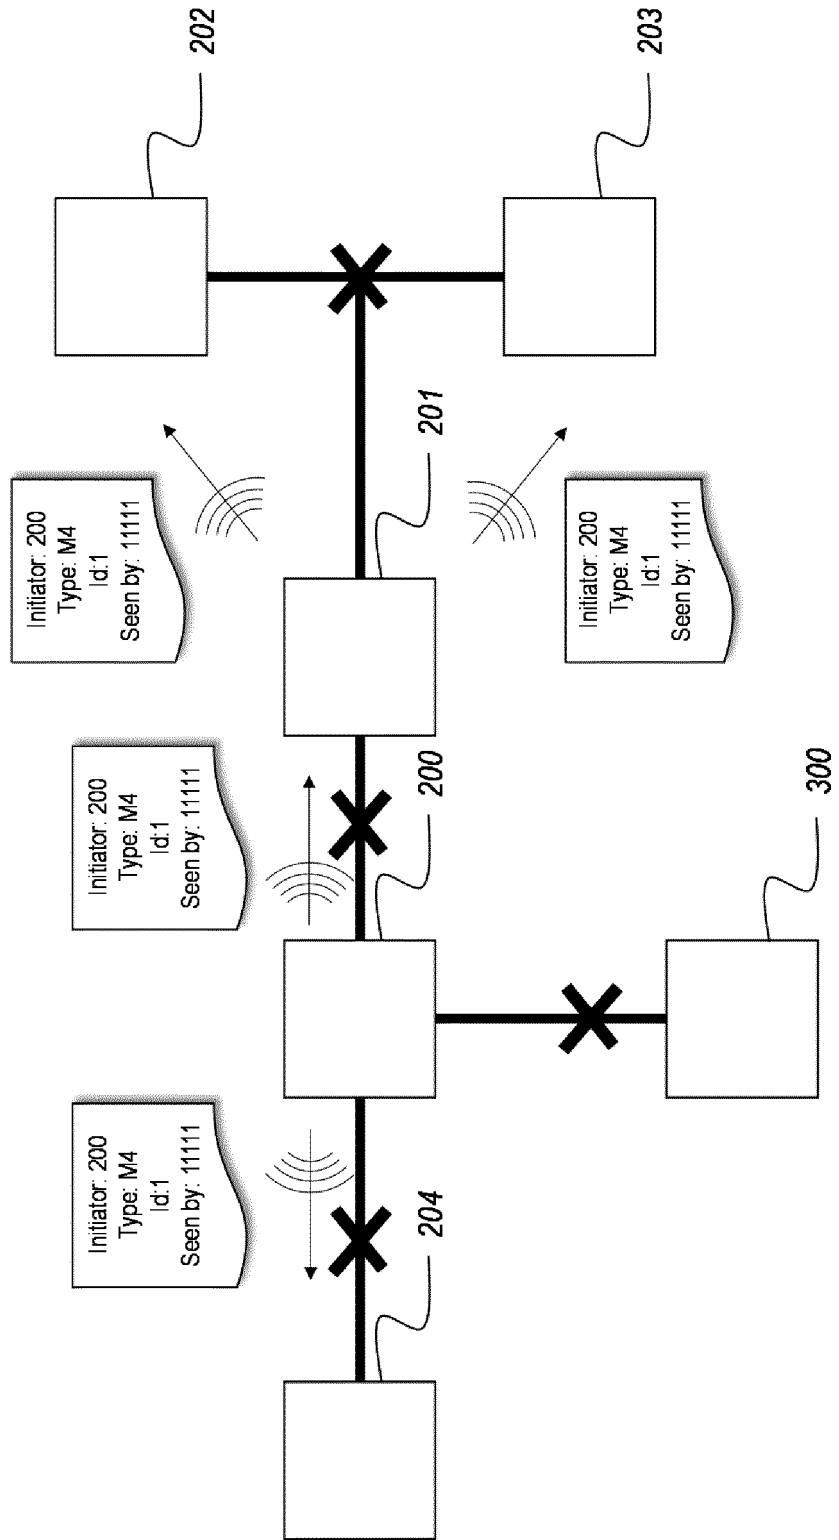 Initiator: 200
Type: M4
Id:1
Seen by: 11111
Initiator: 200
Type: M4
Id:1
Seen by: 11111
Initiator: 200
Type: M4
Id:1
Seen by: 11111
202
204
200
201
Initiator: 200
Type: M4
Id:1
Seen by: 11111
203
300